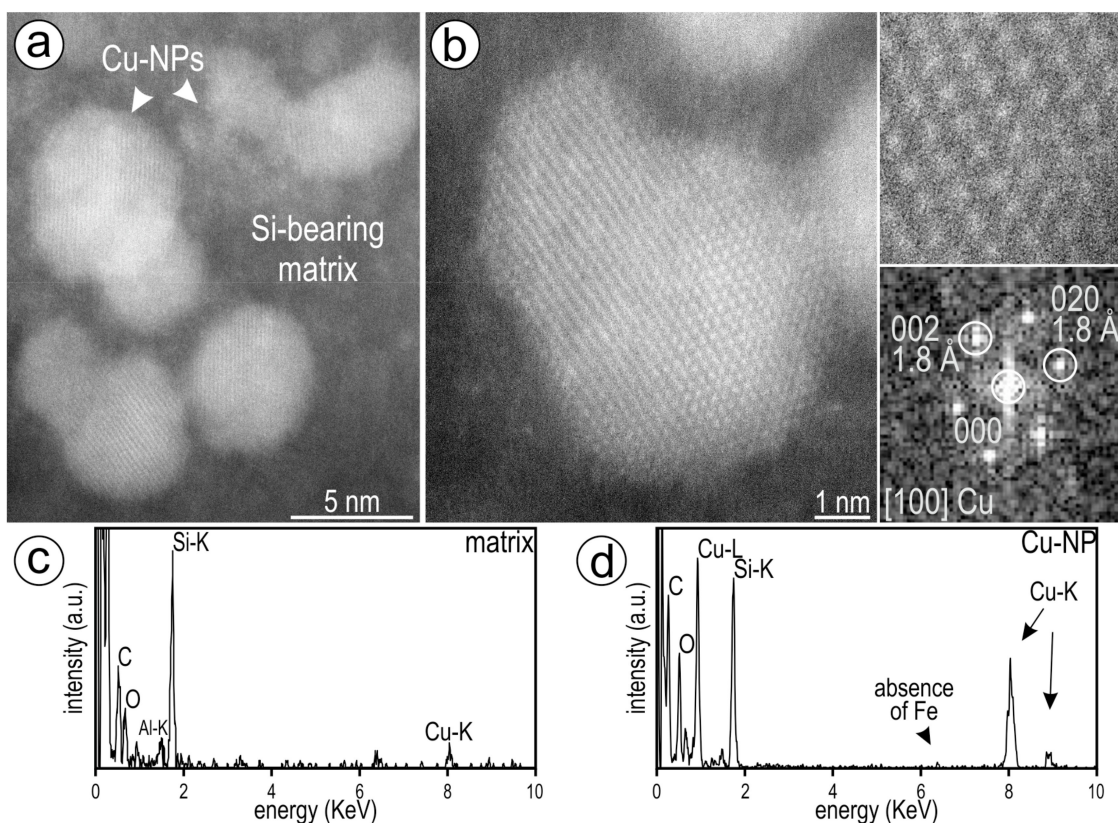 a
Cu-NPs
Si-bearing
matrix
5 nm
b
1 nm
002
1.8 Å
020
1.8 Å
000
[100] Cu
c
matrix
Si-K
C
O
Al-K
Cu-K
intensity (a.u.)
0 2 4 6 8 10
energy (KeV)
d
Cu-NP
Cu-L
Si-K
C
O
Cu-K
absence
of Fe
intensity (a.u.)
0 2 4 6 8 10
energy (KeV)